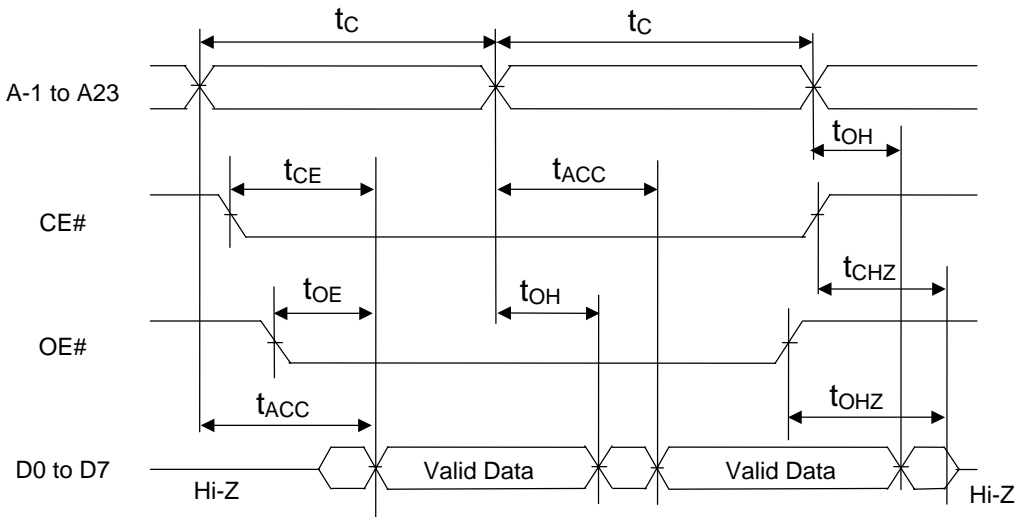 tC tC
A-1 to A23
tOH
tCE tACC
CE#
tCHZ
tOE tOH
OE#
tACC tOHZ
D0 to D7 Valid Data Valid Data
Hi-Z Hi-Z